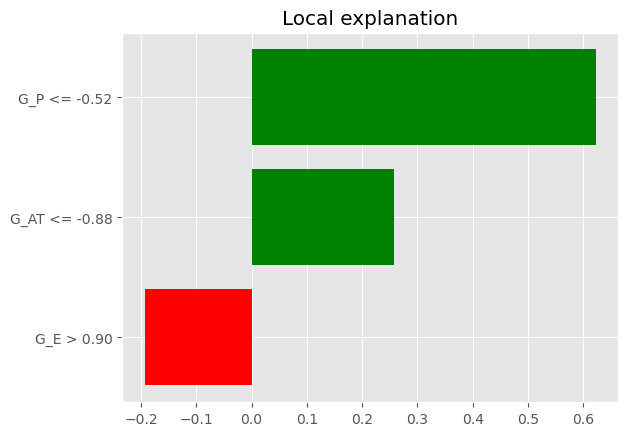 Local explanation
G_P <= -0.52
G_AT <= -0.88
G_E > 0.90
−0.2 −0.1 0.0 0.1 0.2 0.3 0.4 0.5 0.6